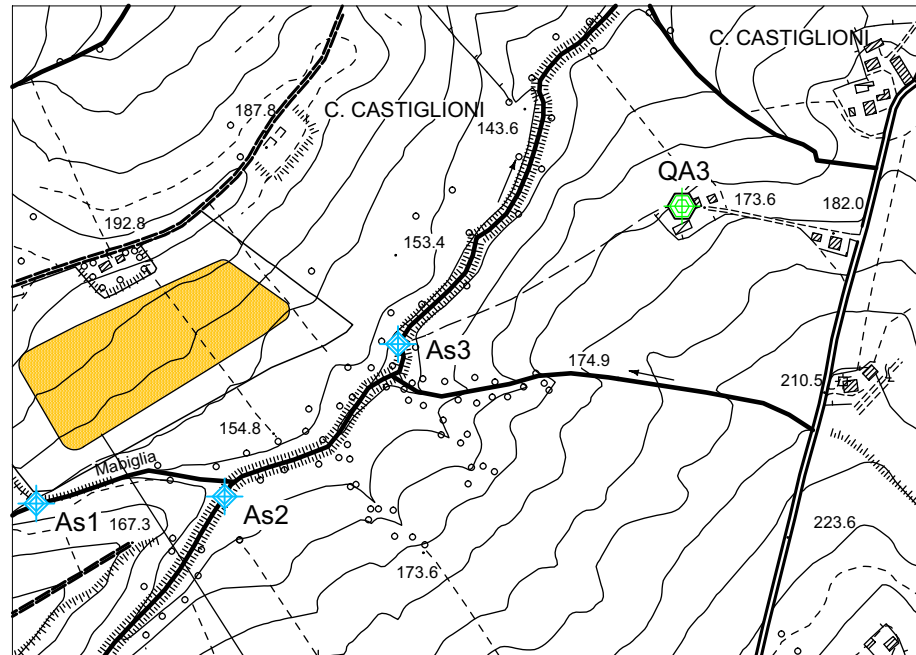 C. CASTIGLIONI
187.8
C. CASTIGLIONI
143.6
QA3
173.6
182.0
192.8
153.4
As3
174.9
210.5
154.8
Mabiglia
As1
As2
167.3
223.6
173.6